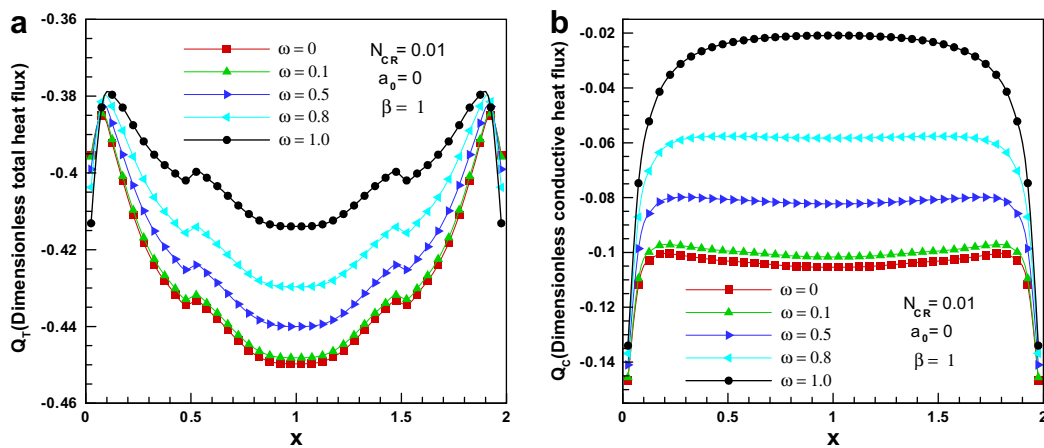 a
-0.36
-0.38
-0.4
-0.42
-0.44
-0.46
Q_T(Dimensionless total heat flux)
ω = 0
ω = 0.1
ω = 0.5
ω = 0.8
ω = 1.0
N_CR = 0.01
a_0 = 0
β = 1
0 0.5 1 1.5 2
x
b
-0.02
-0.04
-0.06
-0.08
-0.1
-0.12
-0.14
Q_C(Dimensionless conductive heat flux)
ω = 0
ω = 0.1
ω = 0.5
ω = 0.8
ω = 1.0
N_CR = 0.01
a_0 = 0
β = 1
0 0.5 1 1.5 2
x